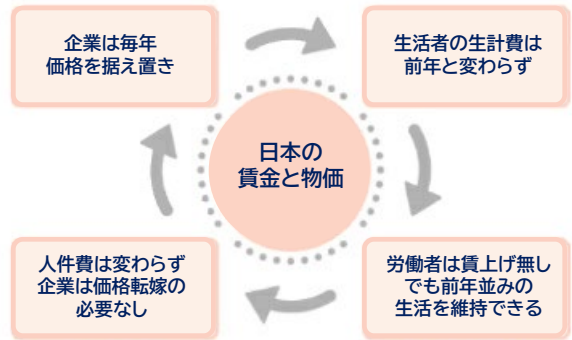 企業は毎年
価格を据え置き
生活者の生計費は
前年と変わらず
日本の
賃金と物価
人件費は変わらず
企業は価格転嫁の
必要なし
労働者は賃上げ無し
でも前年並みの
生活を維持できる